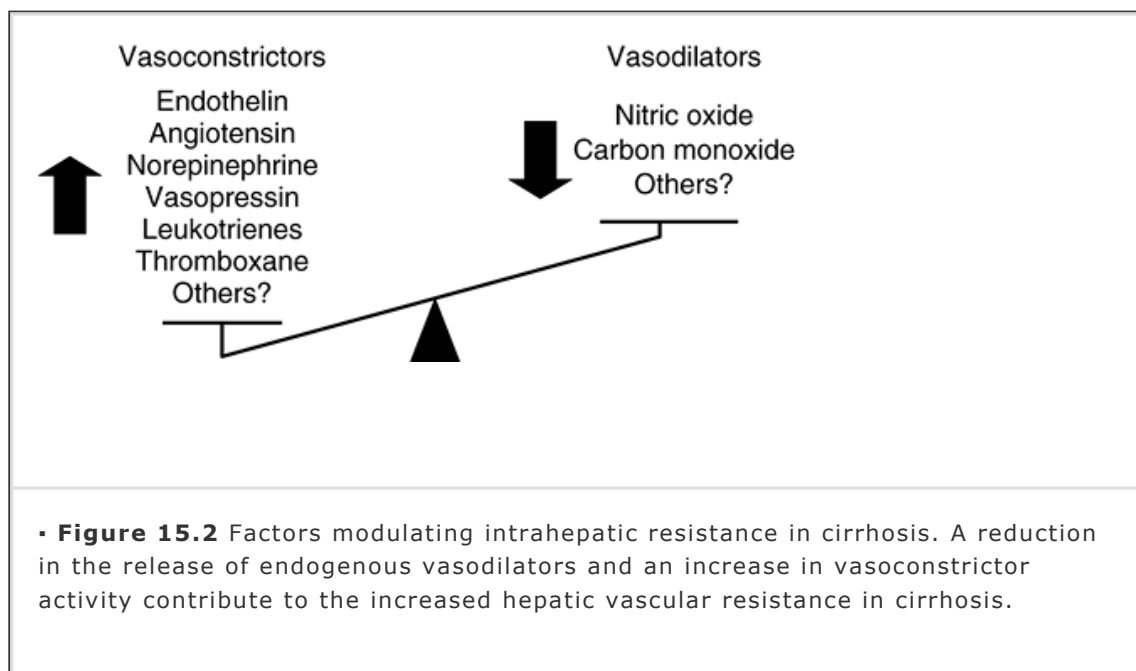 Vasoconstrictors
Endothelin
Angiotensin
Norepinephrine
Vasopressin
Leukotrienes
Thromboxane
Others?
Vasodilators
Nitric oxide
Carbon monoxide
Others?
▪ Figure 15.2 Factors modulating intrahepatic resistance in cirrhosis. A reduction
in the release of endogenous vasodilators and an increase in vasoconstrictor
activity contribute to the increased hepatic vascular resistance in cirrhosis.